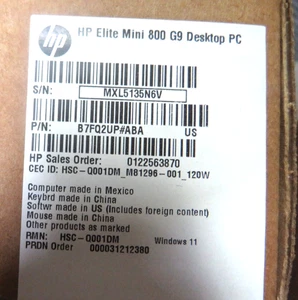 hp HP Elite Mini 800 G9 Desktop PC
S/N: MXL5135N6V
P/N: B7FQ2UP#ABA US
HP Sales Order: 0122563870
CEC ID: HSC-Q001DM_M81296-001_120W
Computer made in Mexico
Keybrd made in China
Softwr made in US (Includes foreign content)
Mouse made in China
Other products as marked
RMN: HSC-Q001DM Windows 11
PRDN Order 000031212380